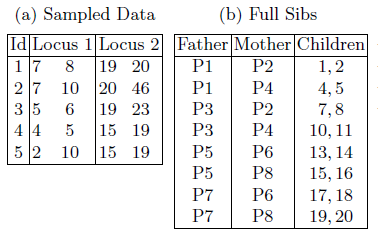 (a) Sampled Data
Id Locus 1 Locus 2
1 7 8 19 20
2 7 10 20 46
3 5 6 19 23
4 4 5 15 19
5 2 10 15 19
(b) Full Sibs
Father Mother Children
P1 P2 1, 2
P1 P4 4, 5
P3 P2 7, 8
P3 P4 10, 11
P5 P6 13, 14
P5 P8 15, 16
P7 P6 17, 18
P7 P8 19, 20